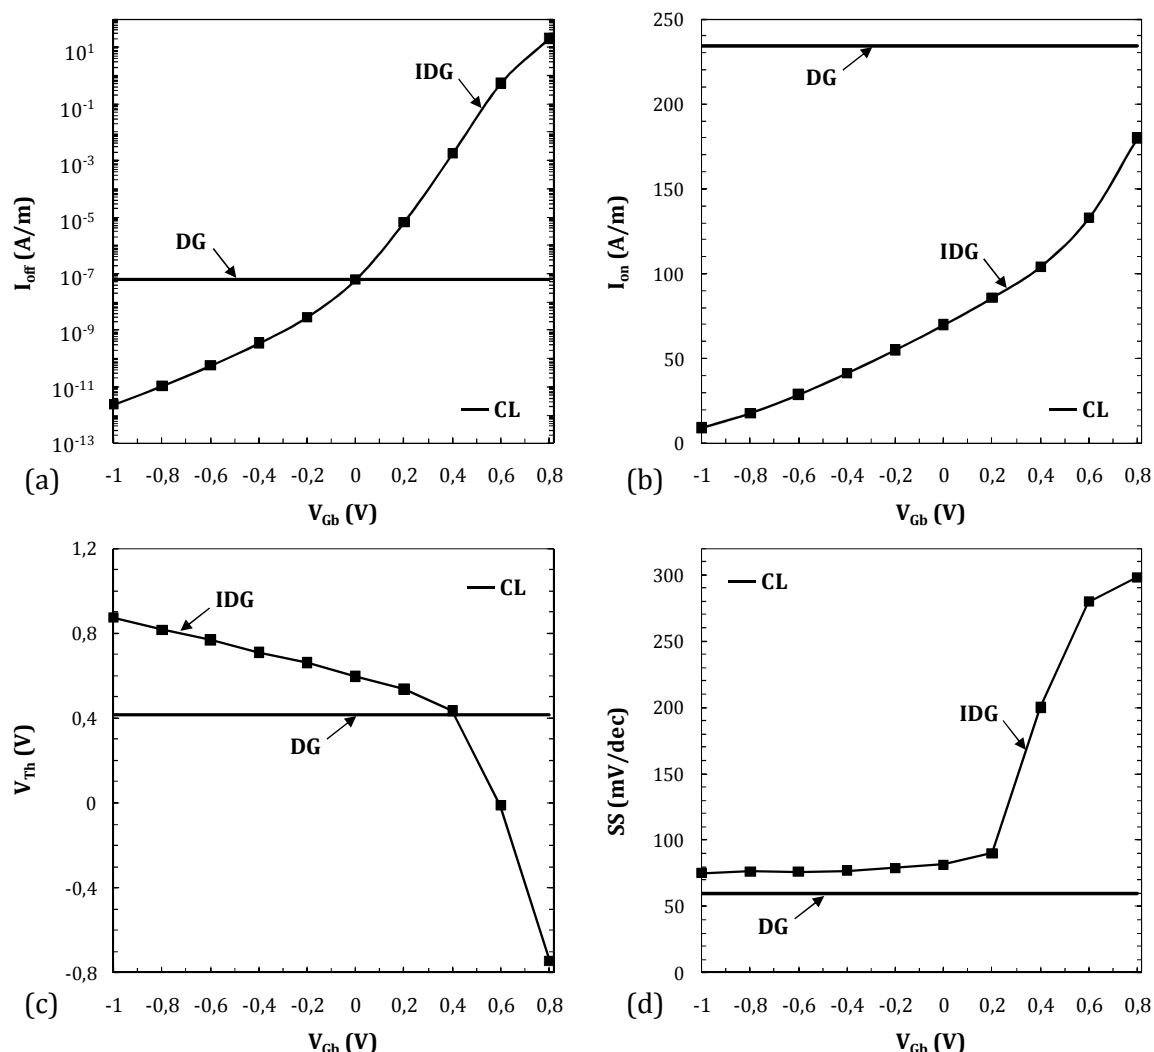 10^1
10^-1
10^-3
10^-5
10^-7
10^-9
10^-11
10^-13
I_off (A/m)
IDG
DG
CL
-1 -0,8 -0,6 -0,4 -0,2 0 0,2 0,4 0,6 0,8
V_Gb (V)
(a)
250
200
150
100
50
0
I_on (A/m)
DG
IDG
CL
-1 -0,8 -0,6 -0,4 -0,2 0 0,2 0,4 0,6 0,8
V_Gb (V)
(b)
1,2
0,8
0,4
0
-0,4
-0,8
V_Th (V)
CL
IDG
DG
-1 -0,8 -0,6 -0,4 -0,2 0 0,2 0,4 0,6 0,8
V_Gb (V)
(c)
300
250
200
150
100
50
0
SS (mV/dec)
CL
IDG
DG
-1 -0,8 -0,6 -0,4 -0,2 0 0,2 0,4 0,6 0,8
V_Gb (V)
(d)